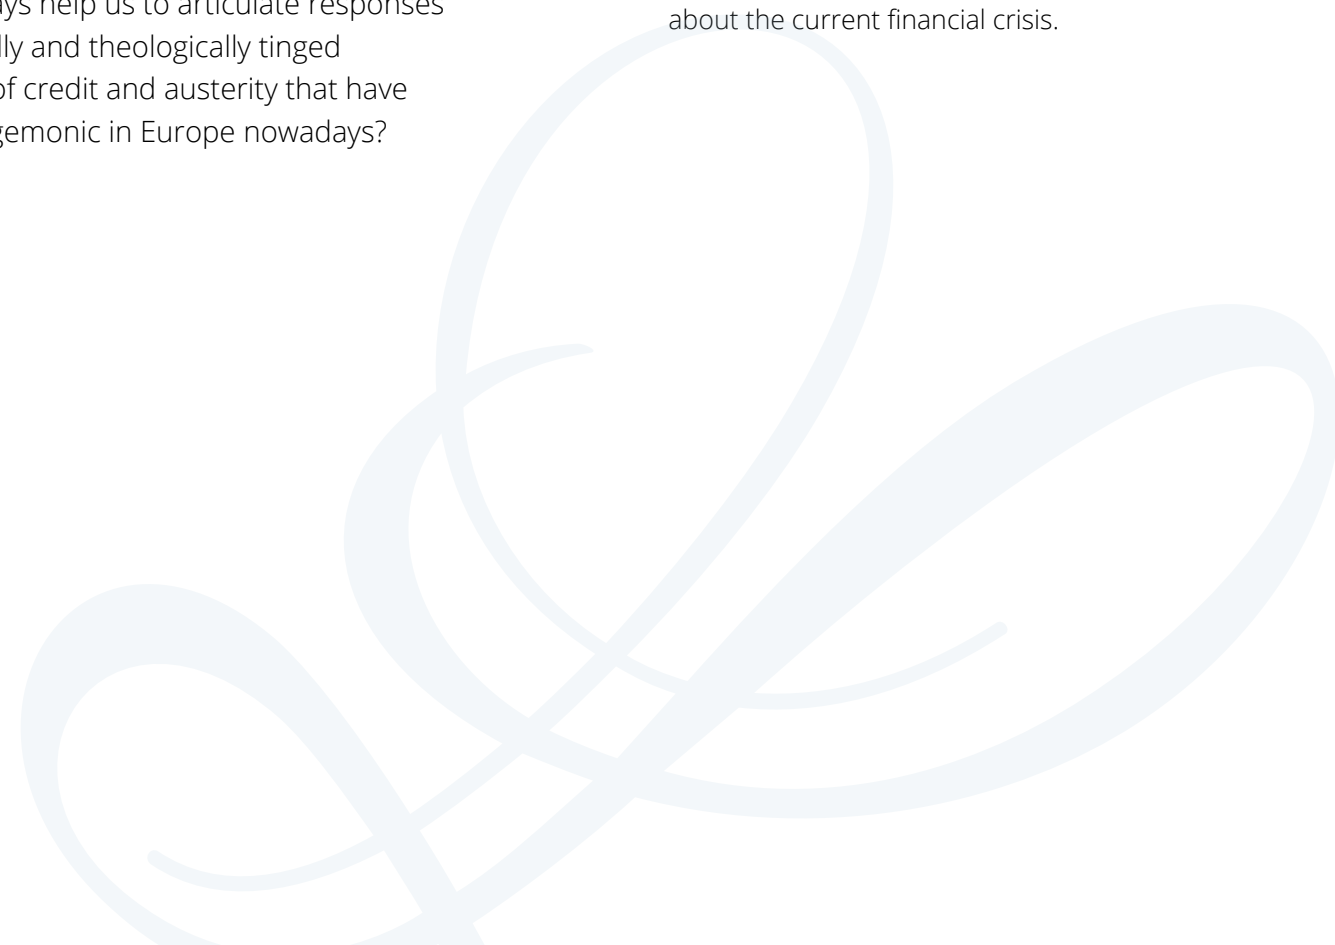 ays help us to articulate responses
lly and theologically tinged
of credit and austerity that have
gemonic in Europe nowadays?
about the current financial crisis.